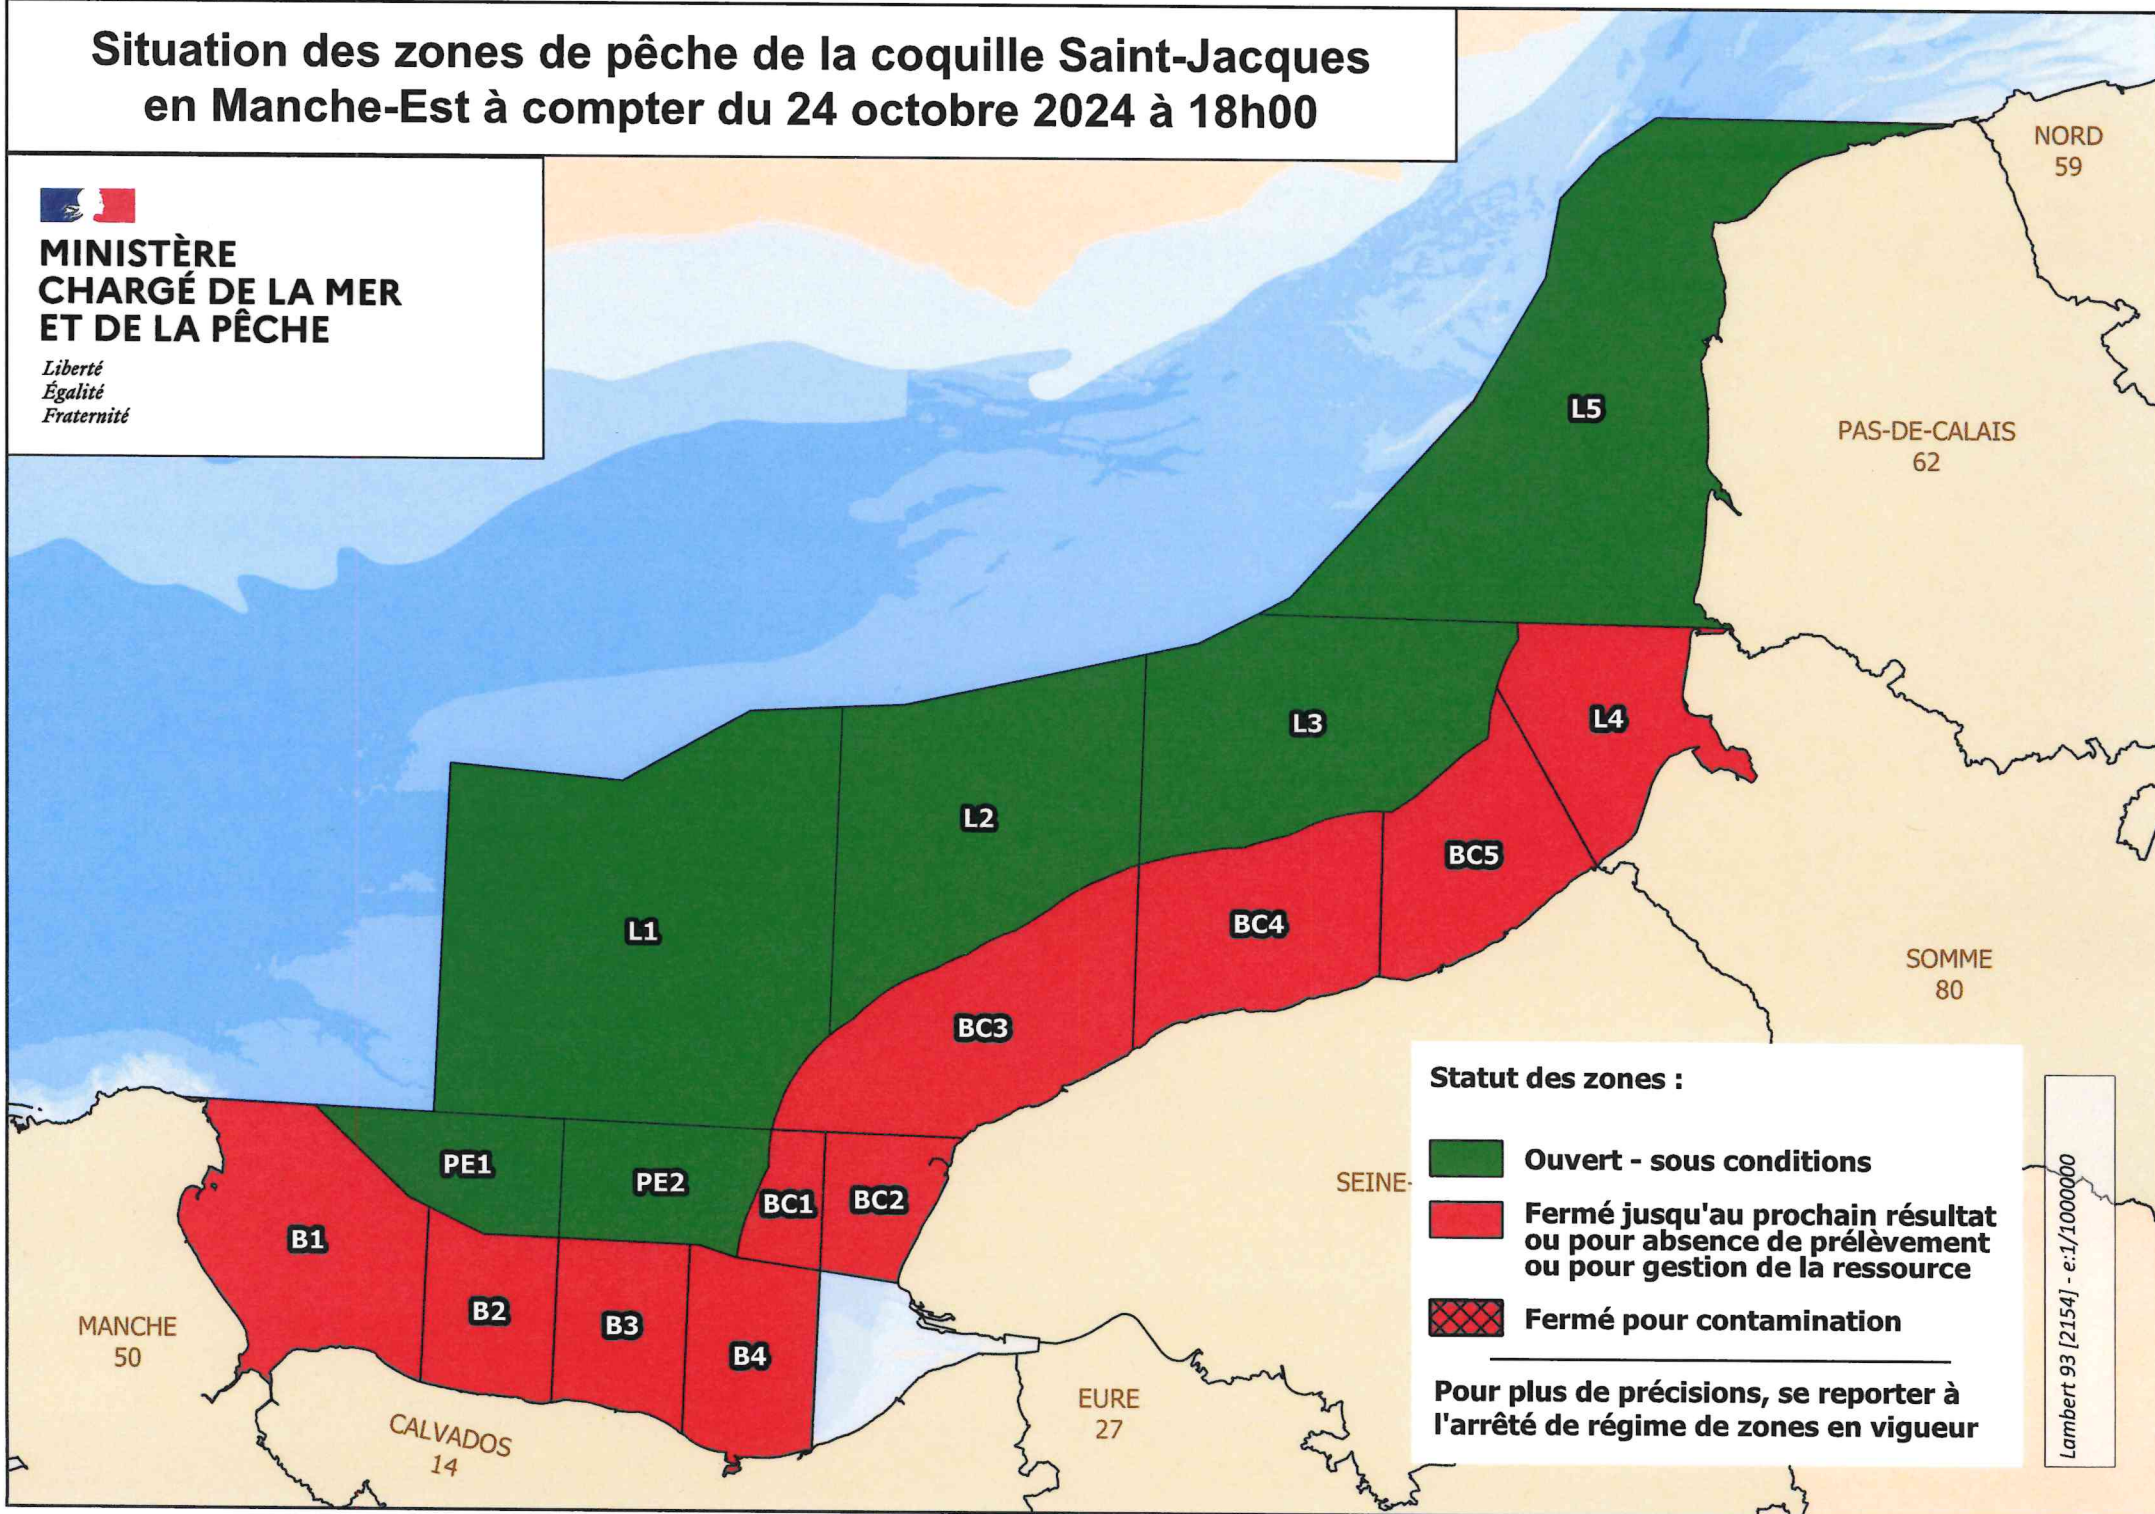 Situation des zones de pêche de la coquille Saint-Jacques
en Manche-Est à compter du 24 octobre 2024 à 18h00
MINISTÈRE
CHARGÉ DE LA MER
ET DE LA PÊCHE
Liberté
Égalité
Fraternité
NORD
59
PAS-DE-CALAIS
62
L5
L4
L3
L2
L1
BC5
BC4
BC3
SOMME
80
PE1
PE2
BC1
BC2
B1
B2
B3
B4
SEINE-
MANCHE
50
CALVADOS
14
EURE
27
Statut des zones :
Ouvert - sous conditions
Fermé jusqu'au prochain résultat
ou pour absence de prélèvement
ou pour gestion de la ressource
Fermé pour contamination
Pour plus de précisions, se reporter à
l'arrêté de régime de zones en vigueur
Lambert 93 [2154] - e:1/1000000